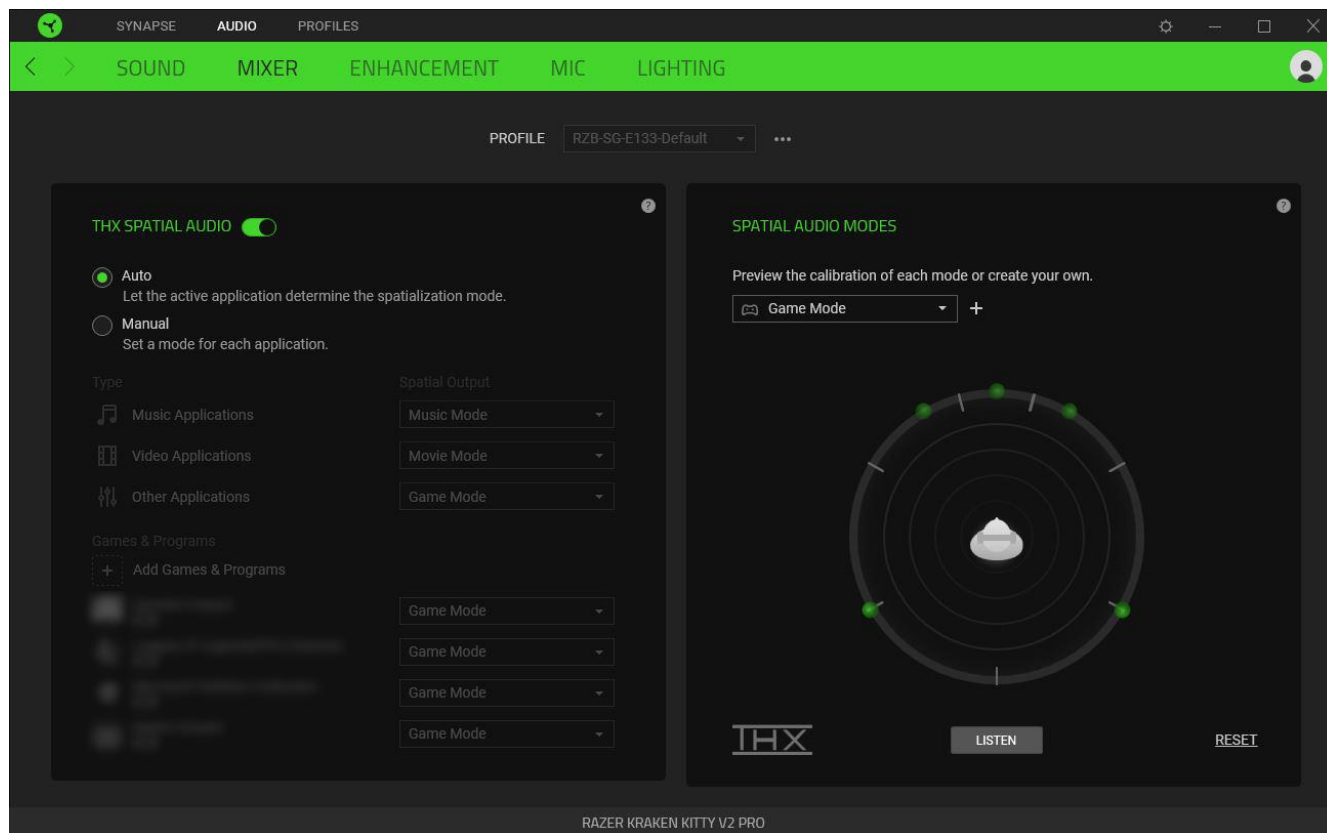 SYNAPSE AUDIO PROFILES
SOUND MIXER ENHANCEMENT MIC LIGHTING
PROFILE RZB-SG-E133-Default
THX SPATIAL AUDIO
Auto
Let the active application determine the spatialization mode.
Manual
Set a mode for each application.
Type Spatial Output
Music Applications Music Mode
Video Applications Movie Mode
Other Applications Game Mode
Games & Programs
Add Games & Programs
Game Mode
Game Mode
Game Mode
Game Mode
SPATIAL AUDIO MODES
Preview the calibration of each mode or create your own.
Game Mode
THX LISTEN RESET
RAZER KRAKEN KITTY V2 PRO